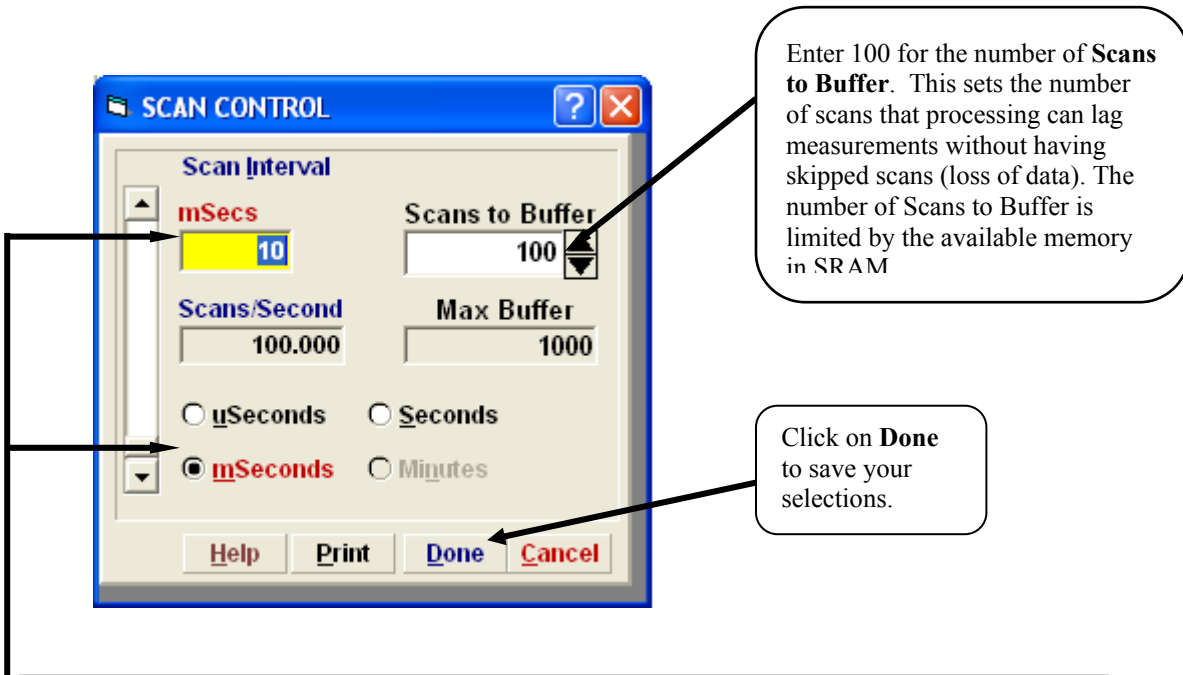 SCAN CONTROL
Scan Interval
mSecs
10
Scans to Buffer
100
Scans/Second
100.000
Max Buffer
1000
uSeconds
Seconds
mSeconds
Minutes
Help
Print
Done
Cancel
Enter 100 for the number of Scans
to Buffer. This sets the number
of scans that processing can lag
measurements without having
skipped scans (loss of data). The
number of Scans to Buffer is
limited by the available memory
in SRAM
Click on Done
to save your
selections.